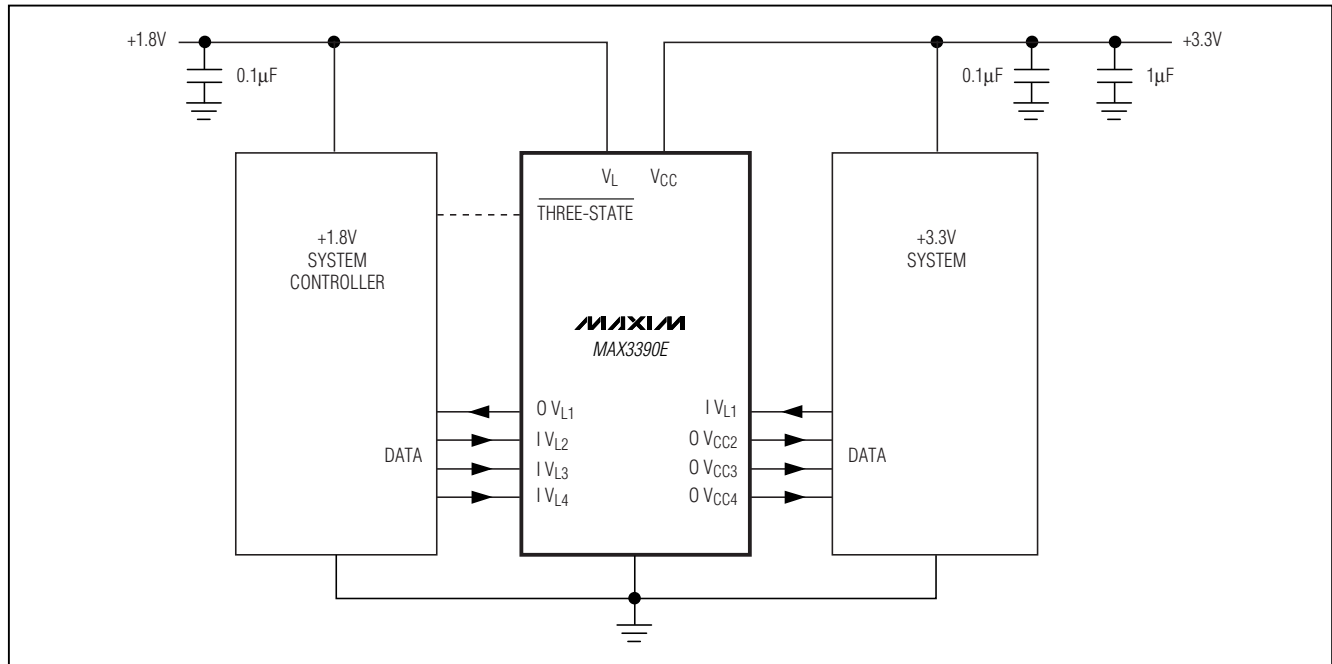 +1.8V
+3.3V
0.1µF
0.1µF
1µF
VL
VCC
THREE-STATE
+1.8V
SYSTEM
CONTROLLER
+3.3V
SYSTEM
MAXIM
MAX3390E
O VL1
I VL1
I VL2
O VCC2
DATA
I VL3
O VCC3
DATA
I VL4
O VCC4